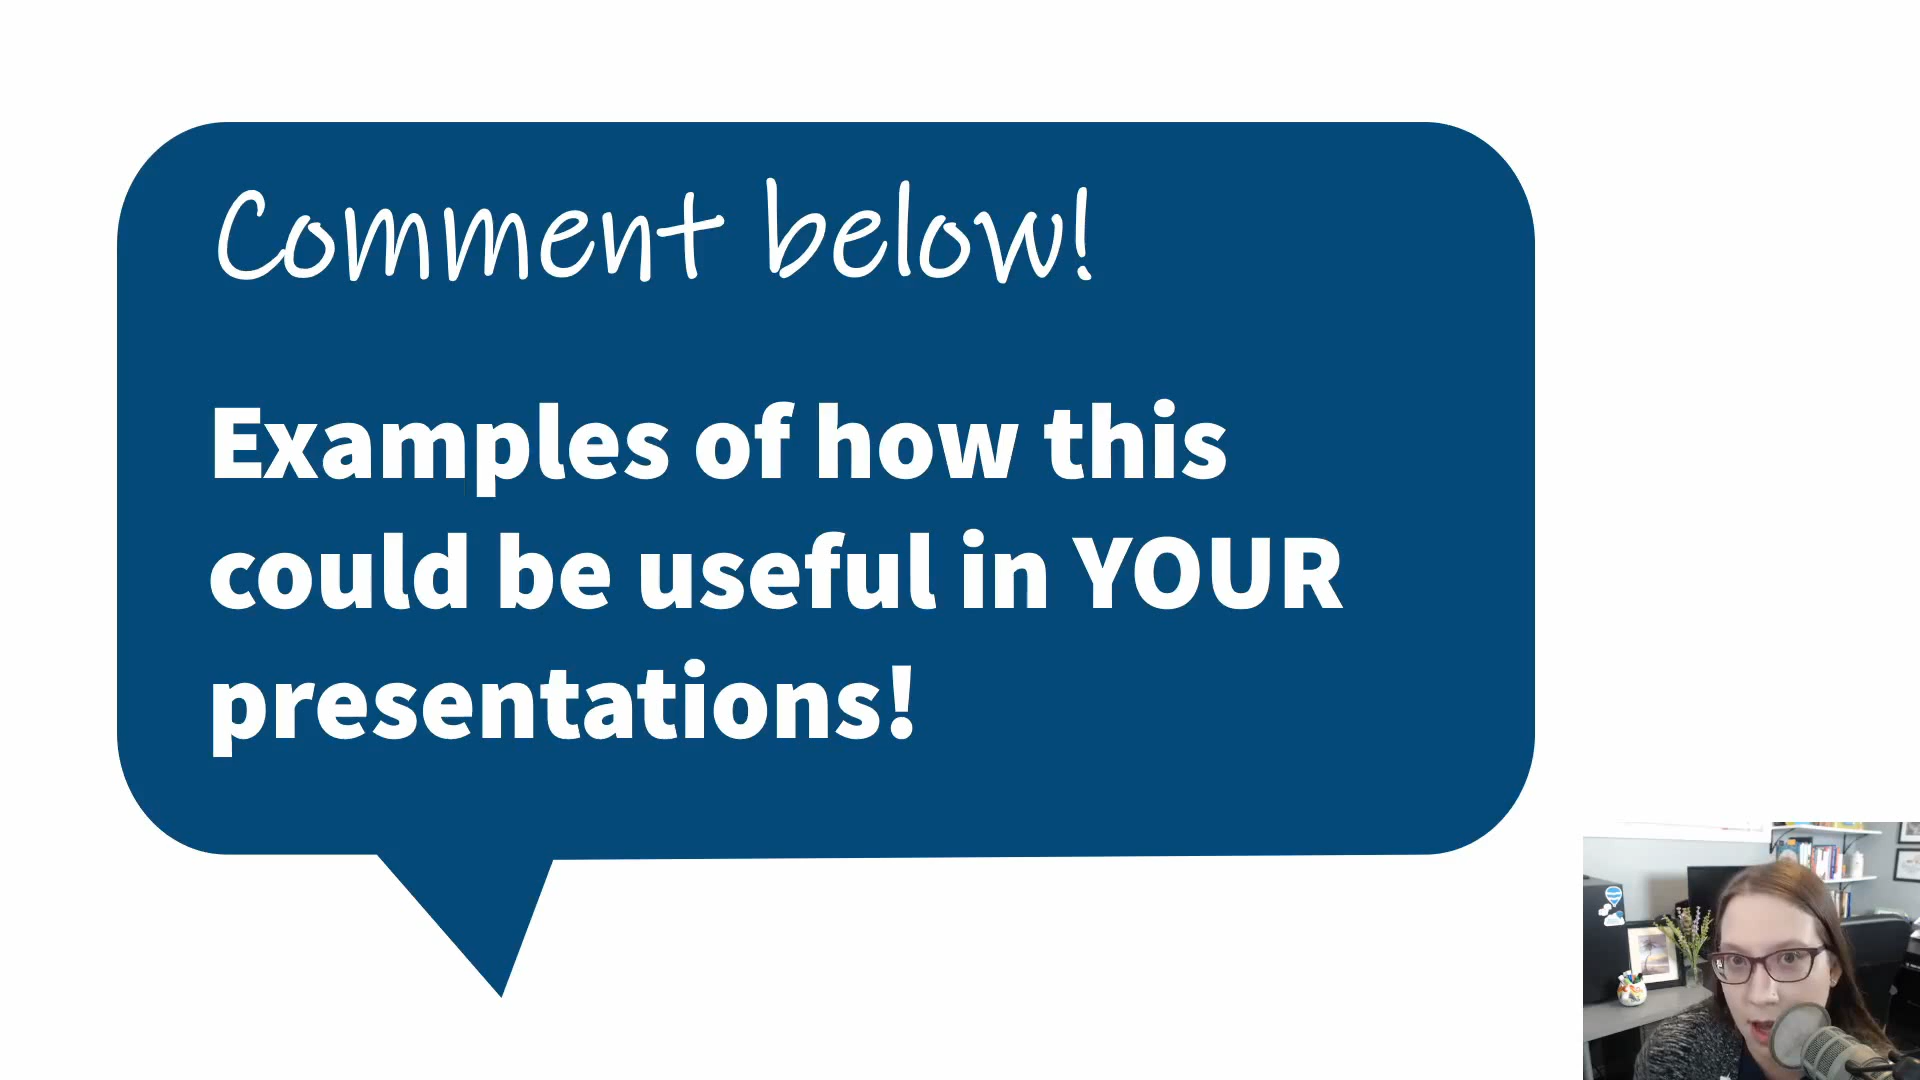 Comment below!
Examples of how this
could be useful in YOUR
presentations!